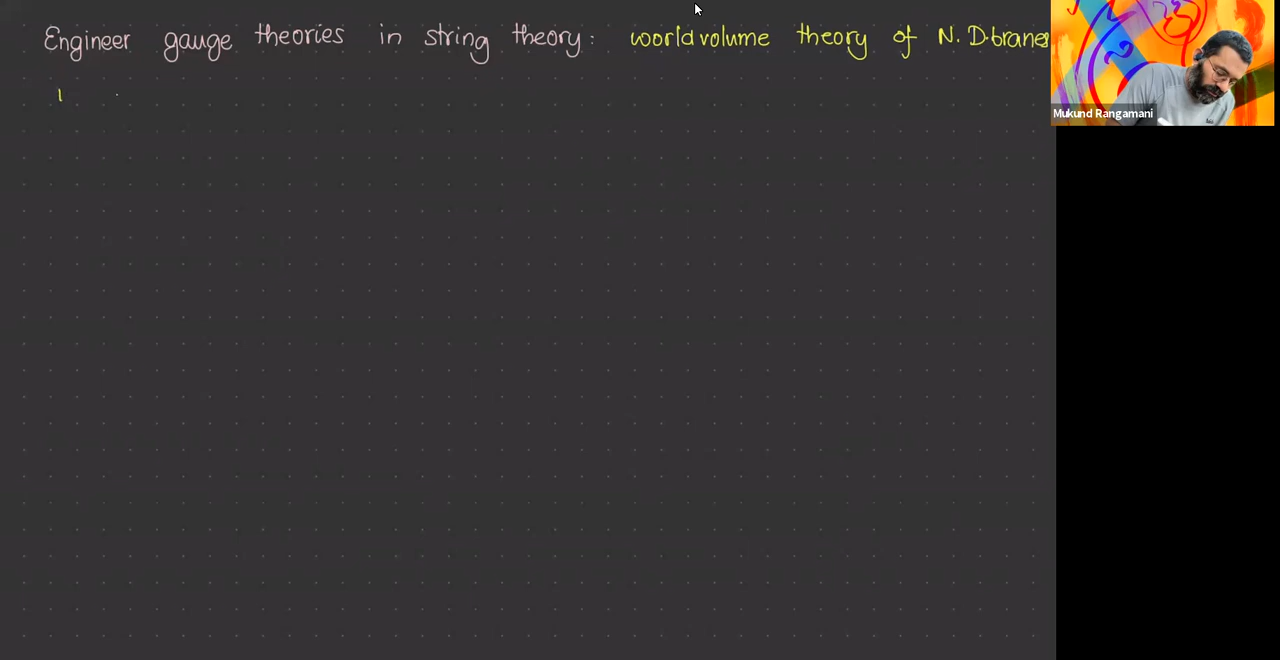 Engineer gauge theories in string theory: worldvolume theory of N. D-branes
Mukund Rangamani